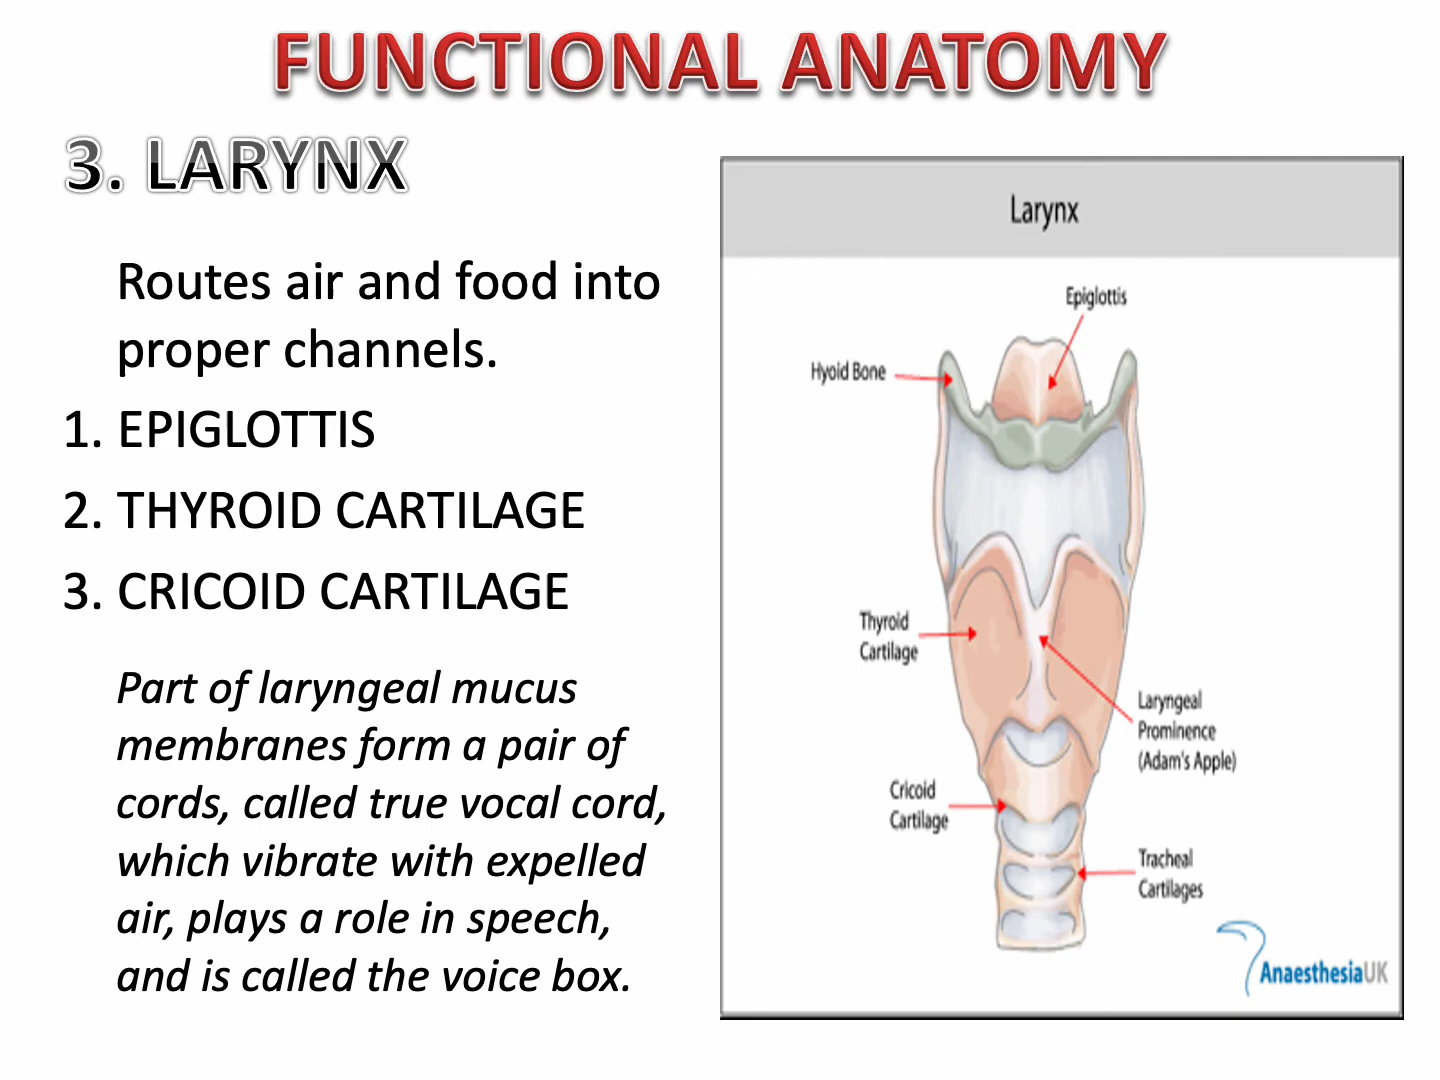 FUNCTIONAL ANATOMY
3. LARYNX
Routes air and food into
proper channels.
1. EPIGLOTTIS
2. THYROID CARTILAGE
3. CRICOID CARTILAGE
Part of laryngeal mucus
membranes form a pair of
cords, called true vocal cord,
which vibrate with expelled
air, plays a role in speech,
and is called the voice box.
Larynx
Epiglottis
Hyoid Bone
Thyroid
Cartilage
Laryngeal
Prominence
(Adam's Apple)
Cricoid
Cartilage
Tracheal
Cartilages
AnaesthesiaUK